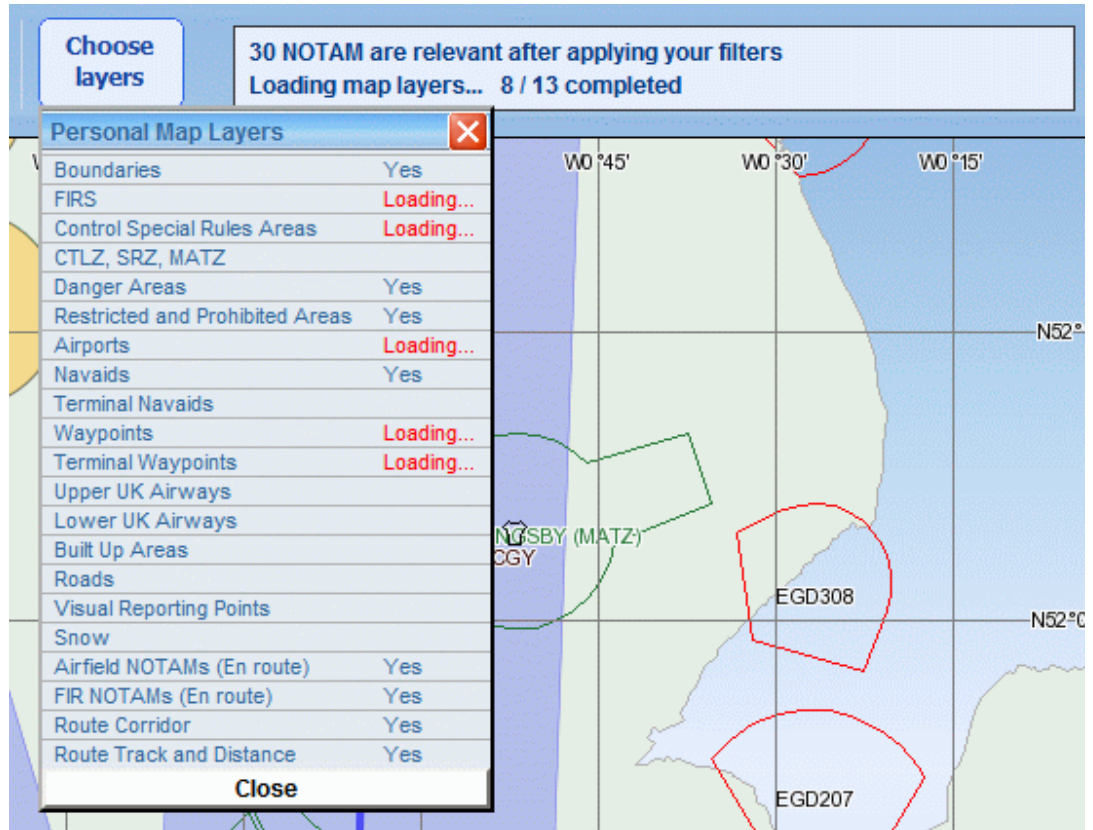 Choose
layers
30 NOTAM are relevant after applying your filters
Loading map layers... 8 / 13 completed
Personal Map Layers
Boundaries Yes
FIRS Loading...
Control Special Rules Areas Loading...
CTLZ, SRZ, MATZ
Danger Areas Yes
Restricted and Prohibited Areas Yes
Airports Loading...
Navaids Yes
Terminal Navaids
Waypoints Loading...
Terminal Waypoints Loading...
Upper UK Airways
Lower UK Airways
Built Up Areas
Roads
Visual Reporting Points
Snow
Airfield NOTAMs (En route) Yes
FIR NOTAMs (En route) Yes
Route Corridor Yes
Route Track and Distance Yes
Close
W0°45' W0°30' W0°15'
N52°
(MATZ)
CGY
EGD308
N52°0
EGD207